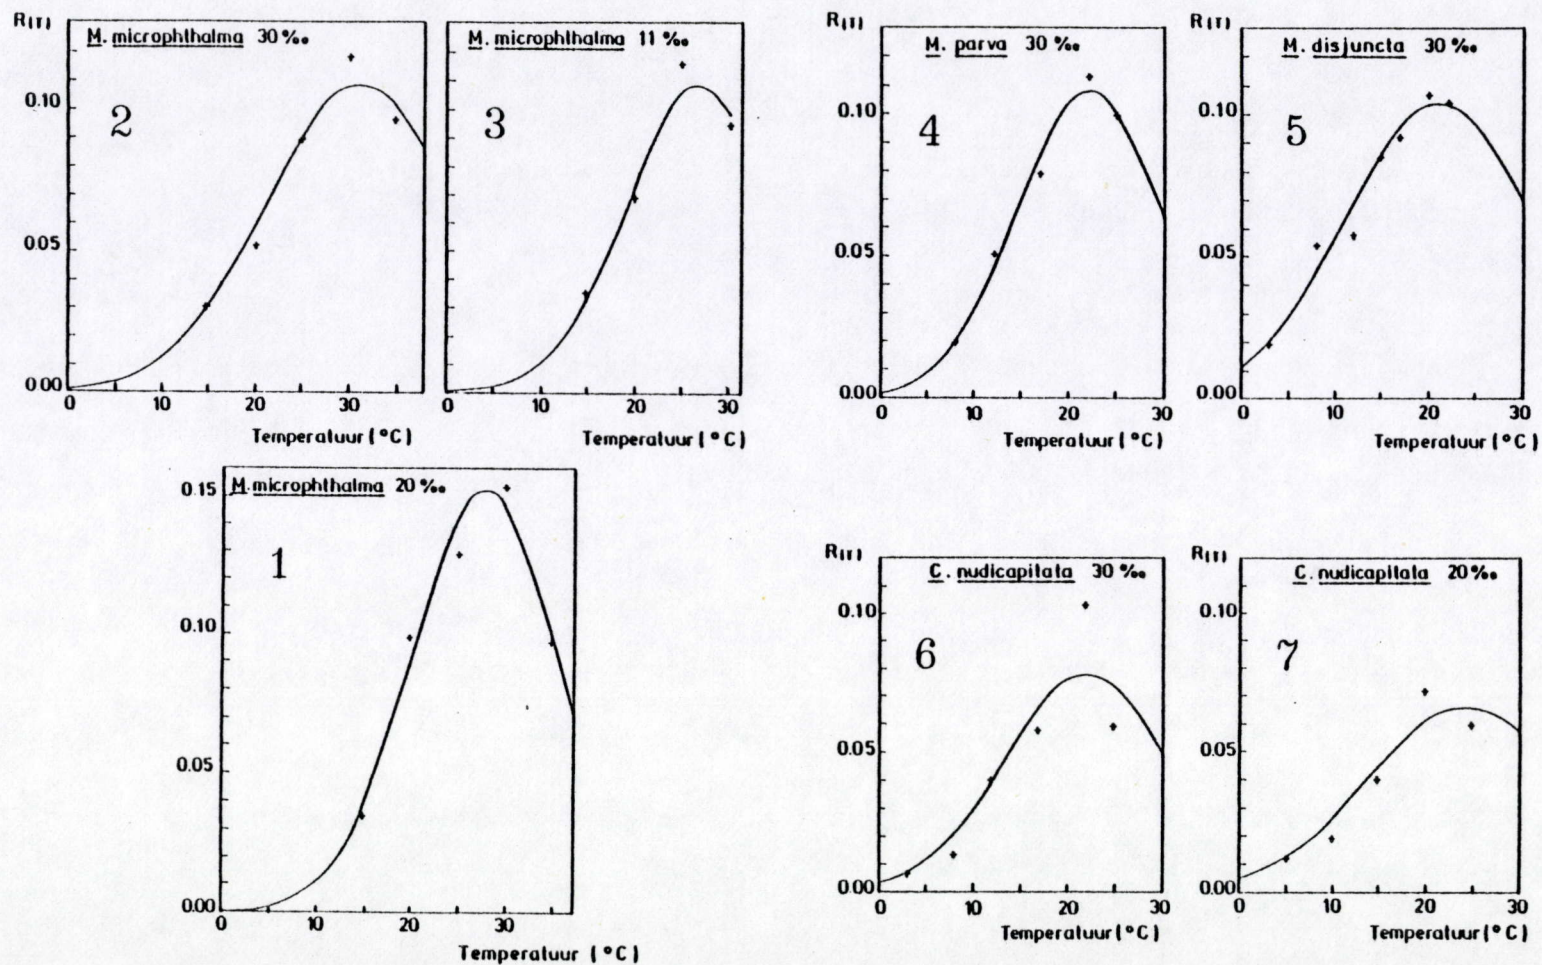 R(T)
M. microphthalma 30 ‰
2
0.10
0.05
0.00
0 10 20 30
Temperatuur (°C)
M. microphthalma 11 ‰
3
0 10 20 30
Temperatuur (°C)
R(T)
M. parva 30 ‰
4
0.10
0.05
0.00
0 10 20 30
Temperatuur (°C)
R(T)
M. disjuncta 30 ‰
5
0.10
0.05
0.00
0 10 20 30
Temperatuur (°C)
M. microphthalma 20 ‰
1
0.15
0.10
0.05
0.00
0 10 20 30
Temperatuur (°C)
R(T)
C. nudicapitata 30 ‰
6
0.10
0.05
0.00
0 10 20 30
Temperatuur (°C)
R(T)
C. nudicapitata 20 ‰
7
0.10
0.05
0.00
0 10 20 30
Temperatuur (°C)